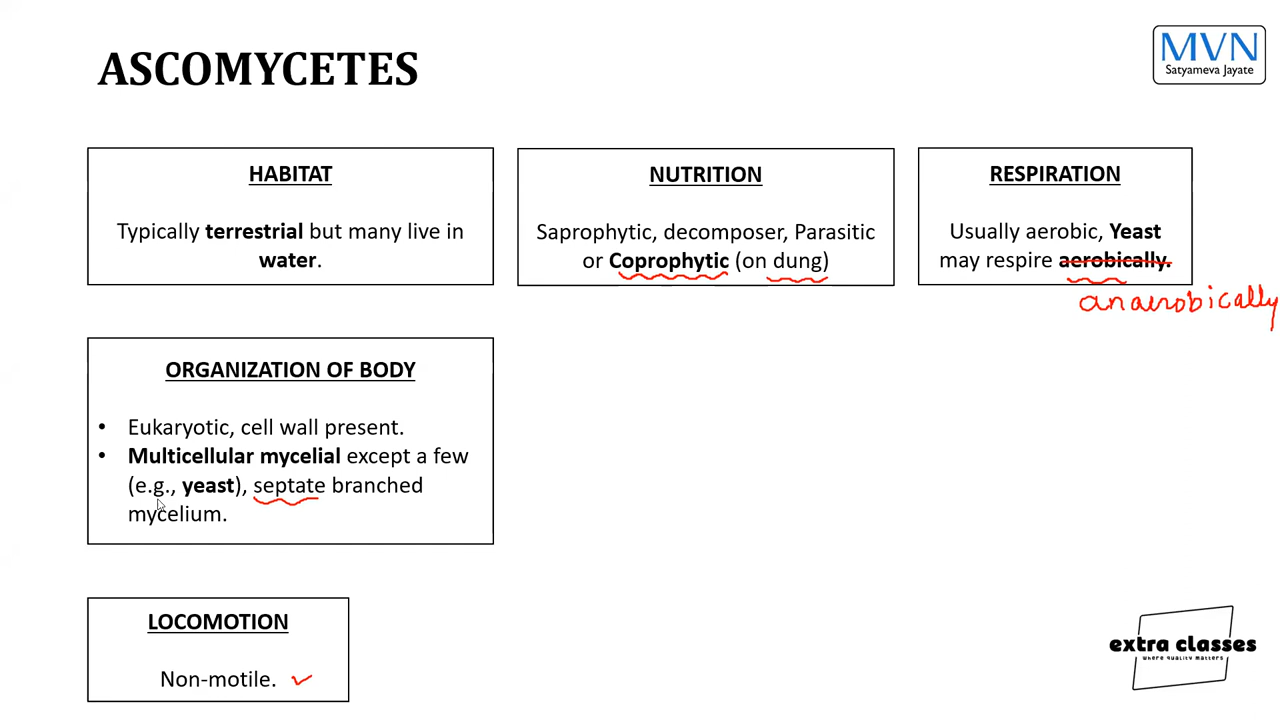 ASCOMYCETES
MVN
Satyameva Jayate
HABITAT
Typically terrestrial but many live in
water.
NUTRITION
Saprophytic, decomposer, Parasitic
or Coprophytic (on dung)
RESPIRATION
Usually aerobic, Yeast
may respire aerobically.
anaerobically
ORGANIZATION OF BODY
• Eukaryotic, cell wall present.
• Multicellular mycelial except a few
(e.g., yeast), septate branched
mycelium.
LOCOMOTION
Non-motile.
extra classes
where quality matters